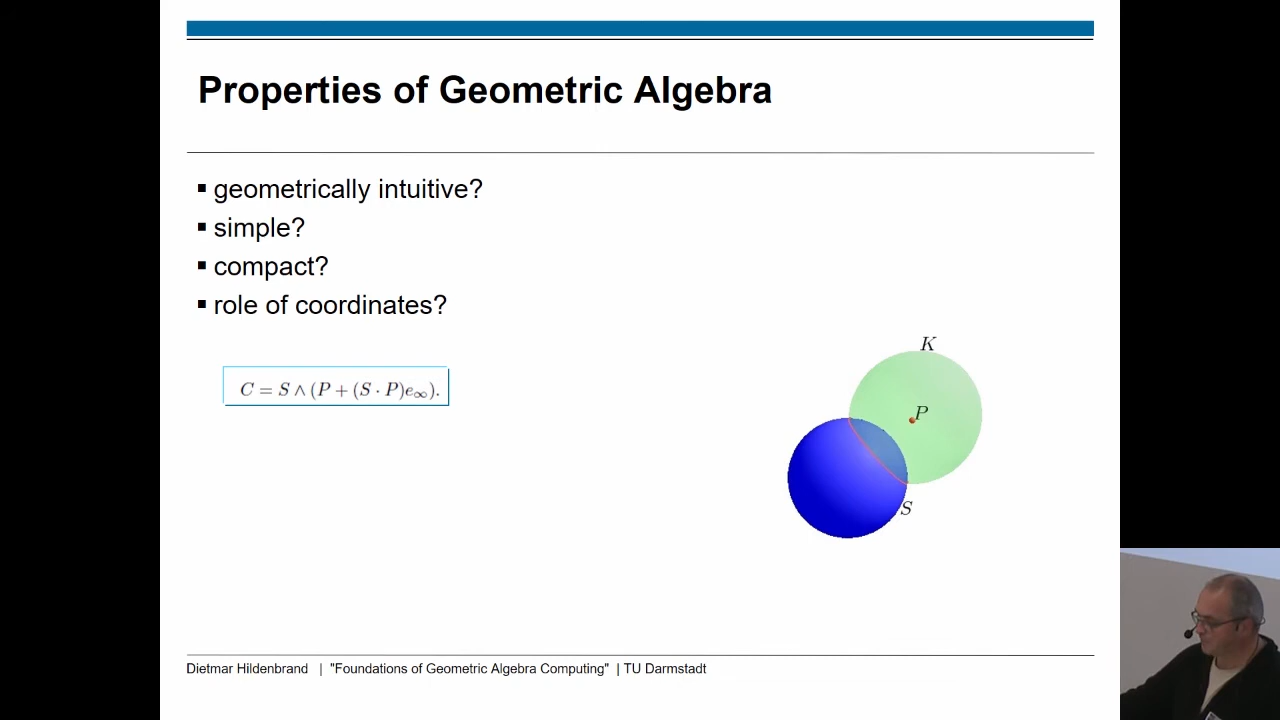 Properties of Geometric Algebra
▪ geometrically intuitive?
▪ simple?
▪ compact?
▪ role of coordinates?
C = S ∧ (P + (S · P)e∞).
K
P
S
Dietmar Hildenbrand | "Foundations of Geometric Algebra Computing" | TU Darmstadt